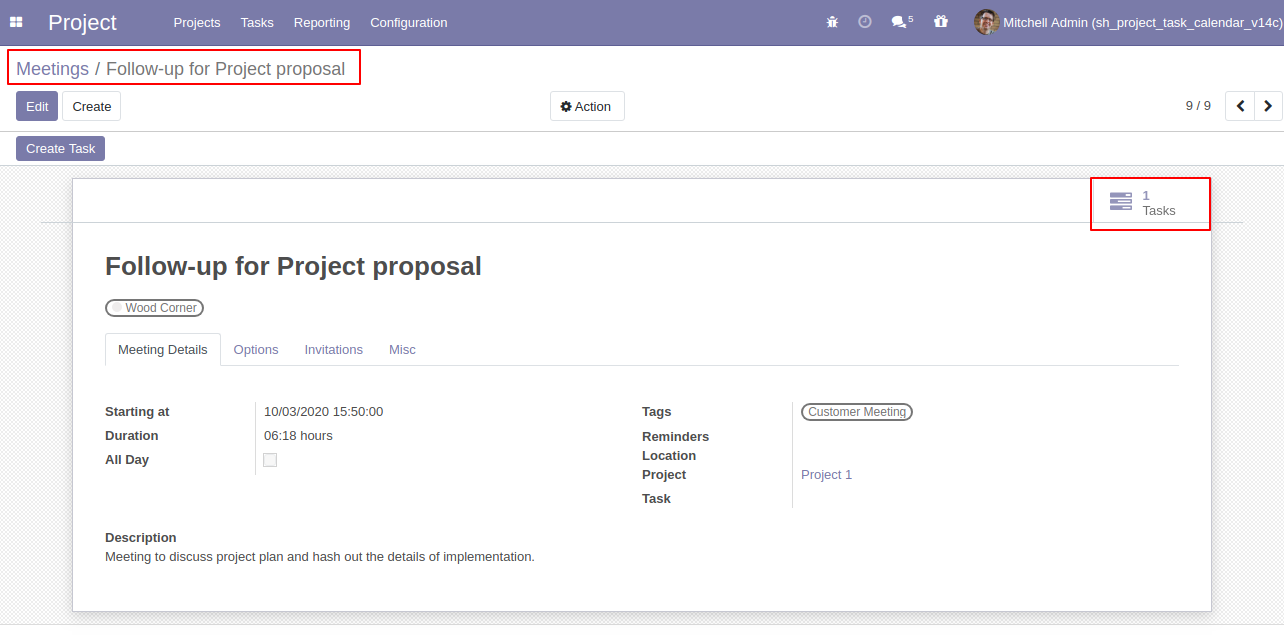 Project Projects Tasks Reporting Configuration 5 Mitchell Admin (sh_project_task_calendar_v14c)
Meetings / Follow-up for Project proposal
Edit Create Action 9 / 9
Create Task
1
Tasks
Follow-up for Project proposal
Wood Corner
Meeting Details Options Invitations Misc
Starting at 10/03/2020 15:50:00
Duration 06:18 hours
All Day
Tags Customer Meeting
Reminders
Location
Project Project 1
Task
Description
Meeting to discuss project plan and hash out the details of implementation.